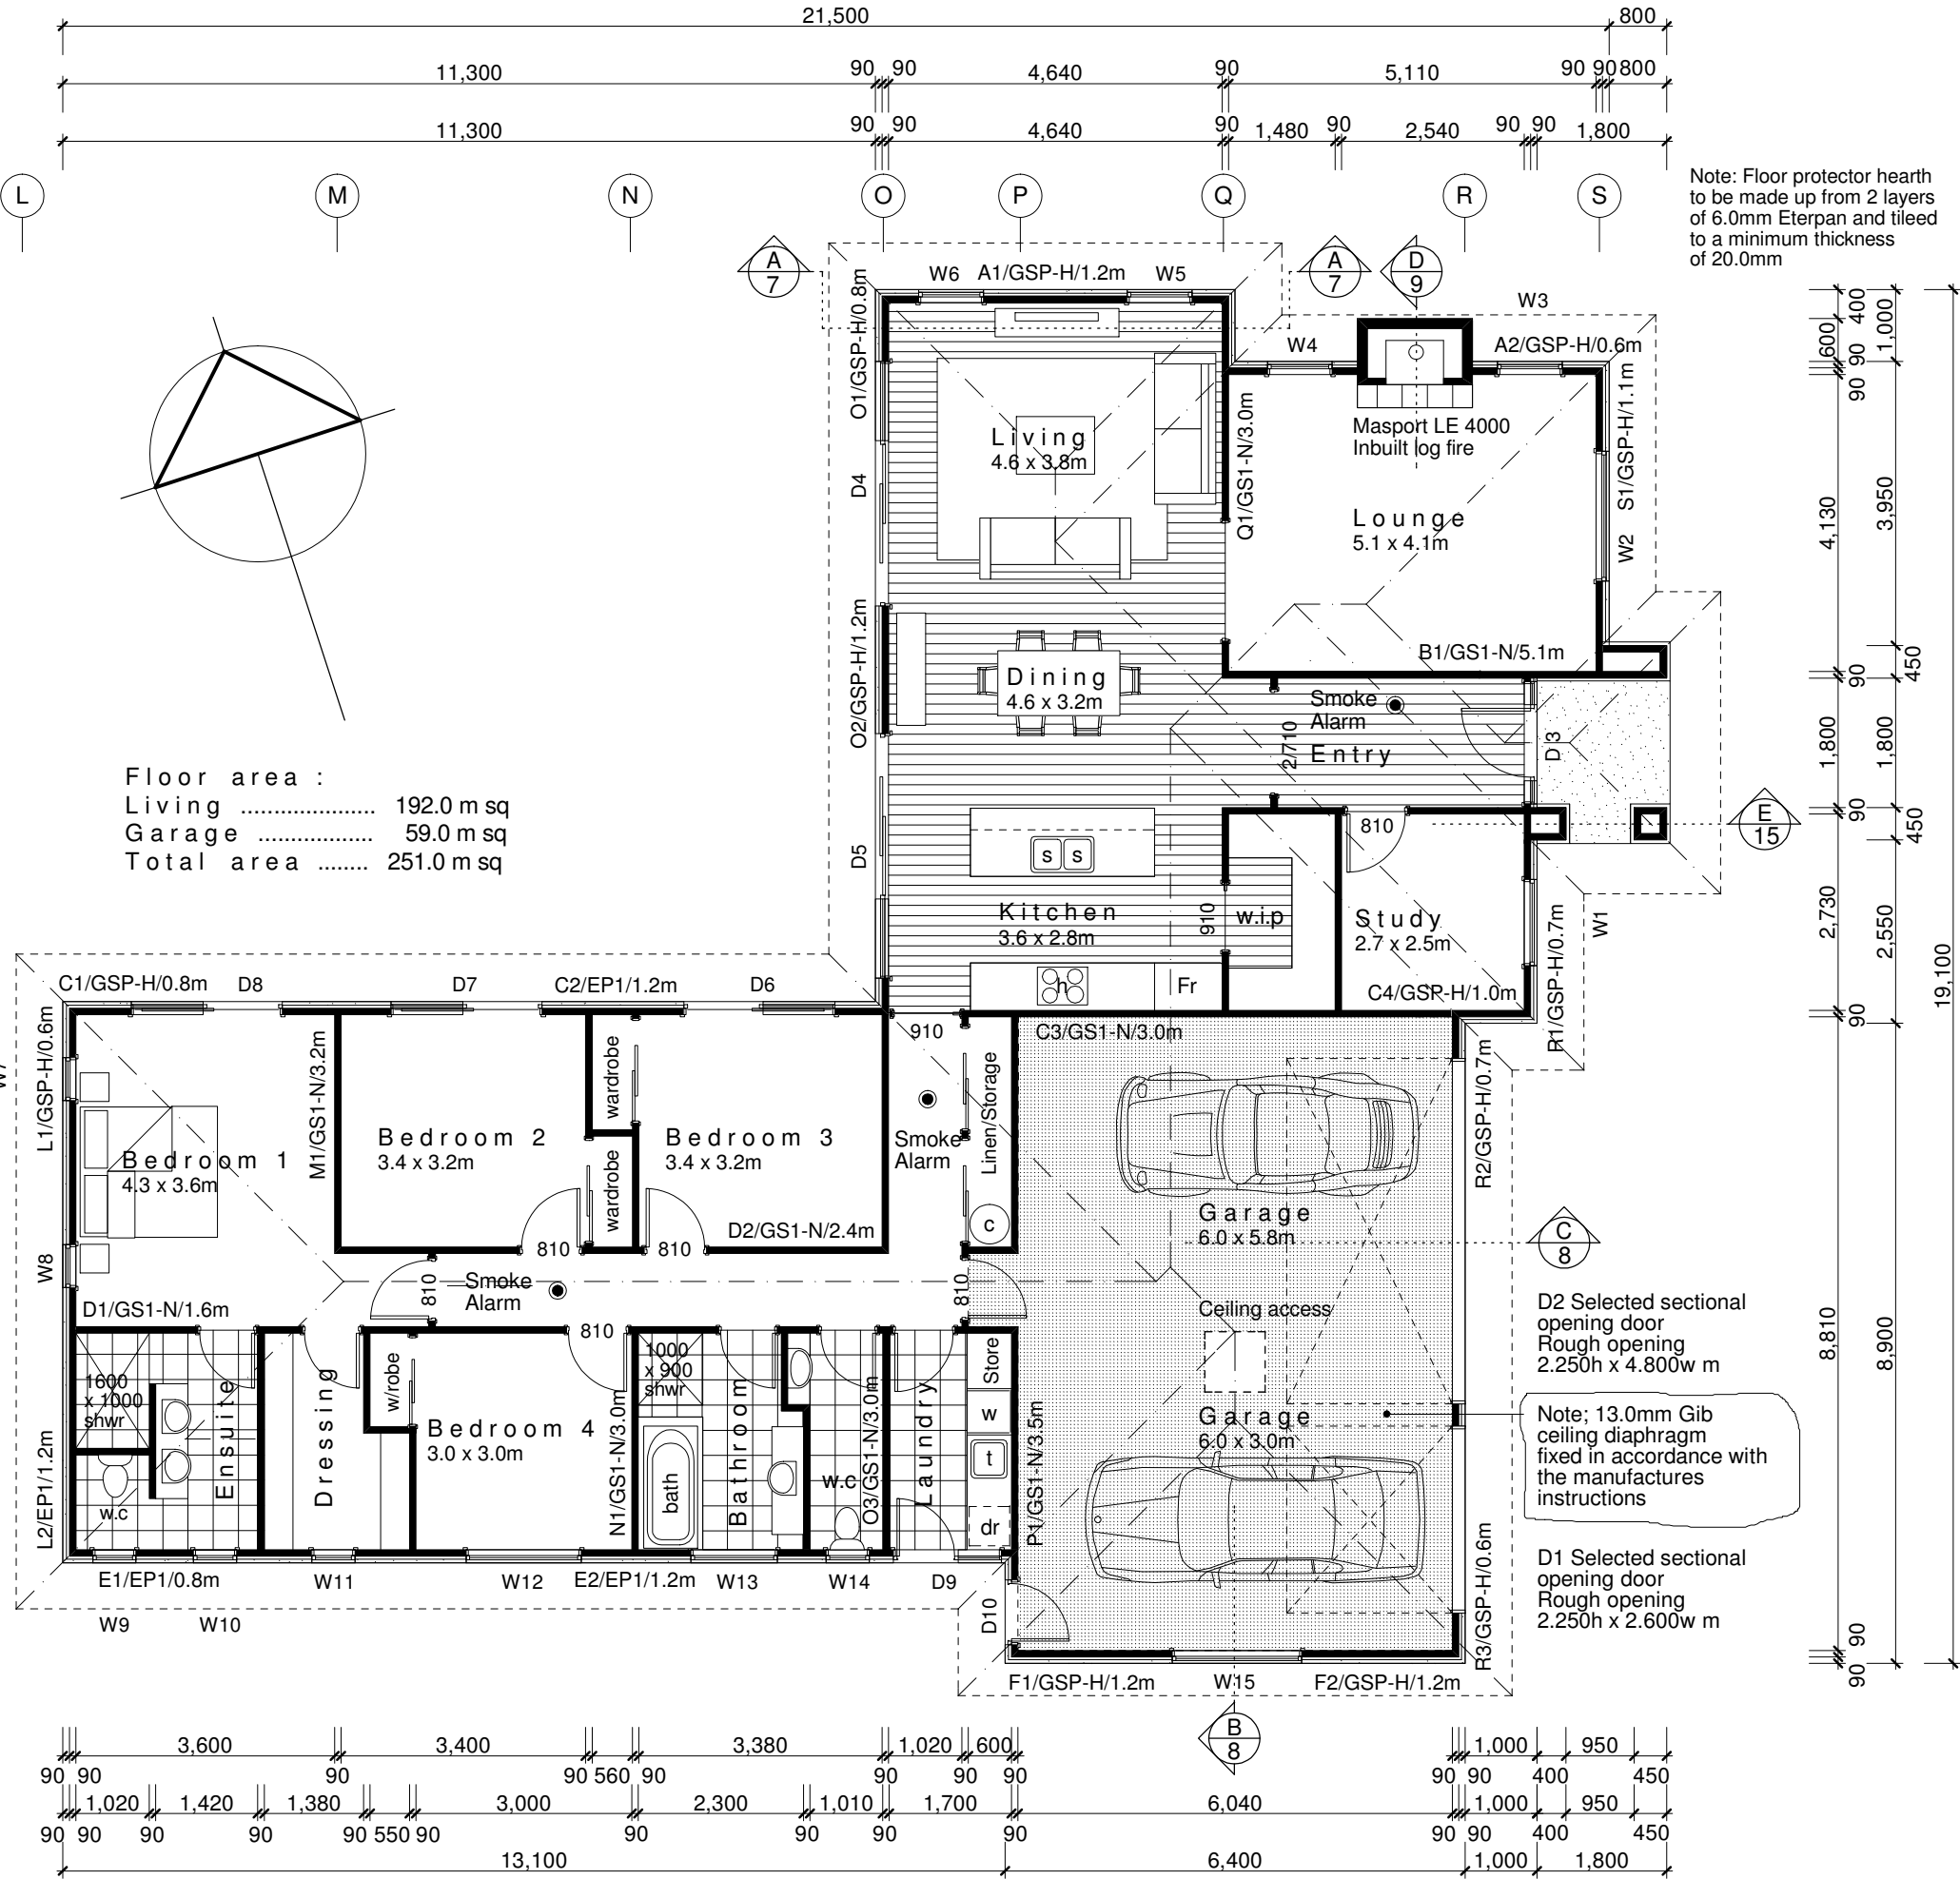 21,500 800
11,300 90 90 4,640 90 5,110 90 90 800
11,300 90 90 4,640 90 1,480 90 2,540 90 90 1,800
L M N O P Q R S
Note: Floor protector hearth
to be made up from 2 layers
of 6.0mm Eterpan and tileed
to a minimum thickness
of 20.0mm
A
7
A
7
D
9
W6 A1/GSP-H/1.2m W5
W3
W4
A2/GSP-H/0.6m
O1/GSP-H/0.8m
S1/GSP-H/1.1m
Q1/GS1-N/3.0m
D4
W2
Masport LE 4000
Inbuilt log fire
Living
4.6 x 3.8m
Lounge
5.1 x 4.1m
B1/GS1-N/5.1m
O2/GSP-H/1.2m
Dining
4.6 x 3.2m
Smoke
Alarm
2/710
Entry
D3
Floor area :
Living .................... 192.0 m sq
Garage ................. 59.0 m sq
Total area ........ 251.0 m sq
E
15
810
D5
s s
Kitchen
3.6 x 2.8m
910
w.i.p
Study
2.7 x 2.5m
R1/GSP-H/0.7m
W1
h
Fr
C4/GSP-H/1.0m
C1/GSP-H/0.8m D8 D7 C2/EP1/1.2m D6
910
C3/GS1-N/3.0m
W7
L1/GSP-H/0.6m
M1/GS1-N/3.2m
wardrobe
wardrobe
Linen/Storage
R2/GSP-H/0.7m
Bedroom 1
4.3 x 3.6m
Bedroom 2
3.4 x 3.2m
Bedroom 3
3.4 x 3.2m
Smoke
Alarm
c
D2/GS1-N/2.4m
Garage
6.0 x 5.8m
C
8
810 810
W8
Smoke
Alarm
810
810
D1/GS1-N/1.6m
Ceiling access
D2 Selected sectional
opening door
Rough opening
2.250h x 4.800w m
810
1600
x 1000
shwr
Ensuite
Dressing
w/robe
Bedroom 4
3.0 x 3.0m
1000
x 900
shwr
N1/GS1-N/3.0m
bath
Bathroom
w.c
O3/GS1-N/3.0m
Laundry
Store
w
t
dr
P1/GS1-N/3.5m
Garage
6.0 x 3.0m
Note; 13.0mm Gib
ceiling diaphragm
fixed in accordance with
the manufactures
instructions
L2/EP1/1.2m
w.c
R3/GSP-H/0.6m
D1 Selected sectional
opening door
Rough opening
2.250h x 2.600w m
E1/EP1/0.8m W11 W12 E2/EP1/1.2m W13 W14 D9
D10
W9 W10
F1/GSP-H/1.2m W15 F2/GSP-H/1.2m
B
8
400
600
90
90
4,130
90
1,800
90
2,730
90
8,810
90
90
1,000
3,950
450
1,800
450
2,550
8,900
19,100
3,600 3,400 3,380 1,020 600 1,000 950
90 90 90 90 560 90 90 90 90 90 90 400 450
1,020 1,420 1,380 3,000 2,300 1,010 1,700 6,040 1,000 950
90 90 90 90 90 550 90 90 90 90 90 90 90 400 450
13,100 6,400 1,000 1,800